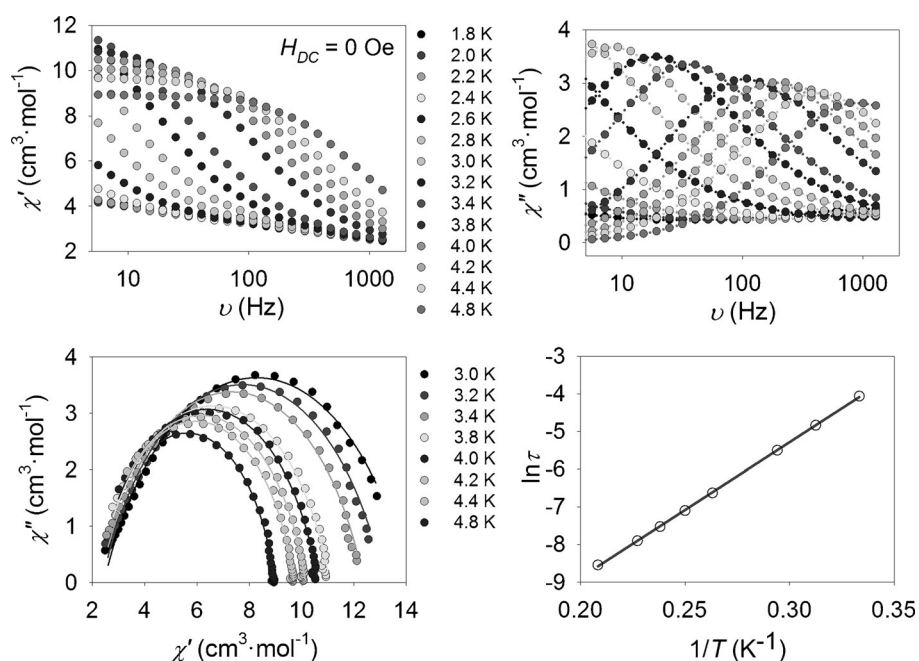 12
10
8
6
4
2
χ′ (cm³·mol⁻¹)
H_DC = 0 Oe
10
100
1000
υ (Hz)
1.8 K
2.0 K
2.2 K
2.4 K
2.6 K
2.8 K
3.0 K
3.2 K
3.4 K
3.8 K
4.0 K
4.2 K
4.4 K
4.8 K
4
3
2
1
0
χ″ (cm³·mol⁻¹)
10
100
1000
υ (Hz)
4
3
2
1
0
χ″ (cm³·mol⁻¹)
2 4 6 8 10 12 14
χ′ (cm³·mol⁻¹)
3.0 K
3.2 K
3.4 K
3.8 K
4.0 K
4.2 K
4.4 K
4.8 K
-3
-4
-5
-6
-7
-8
-9
lnτ
0.20 0.25 0.30 0.35
1/T (K⁻¹)